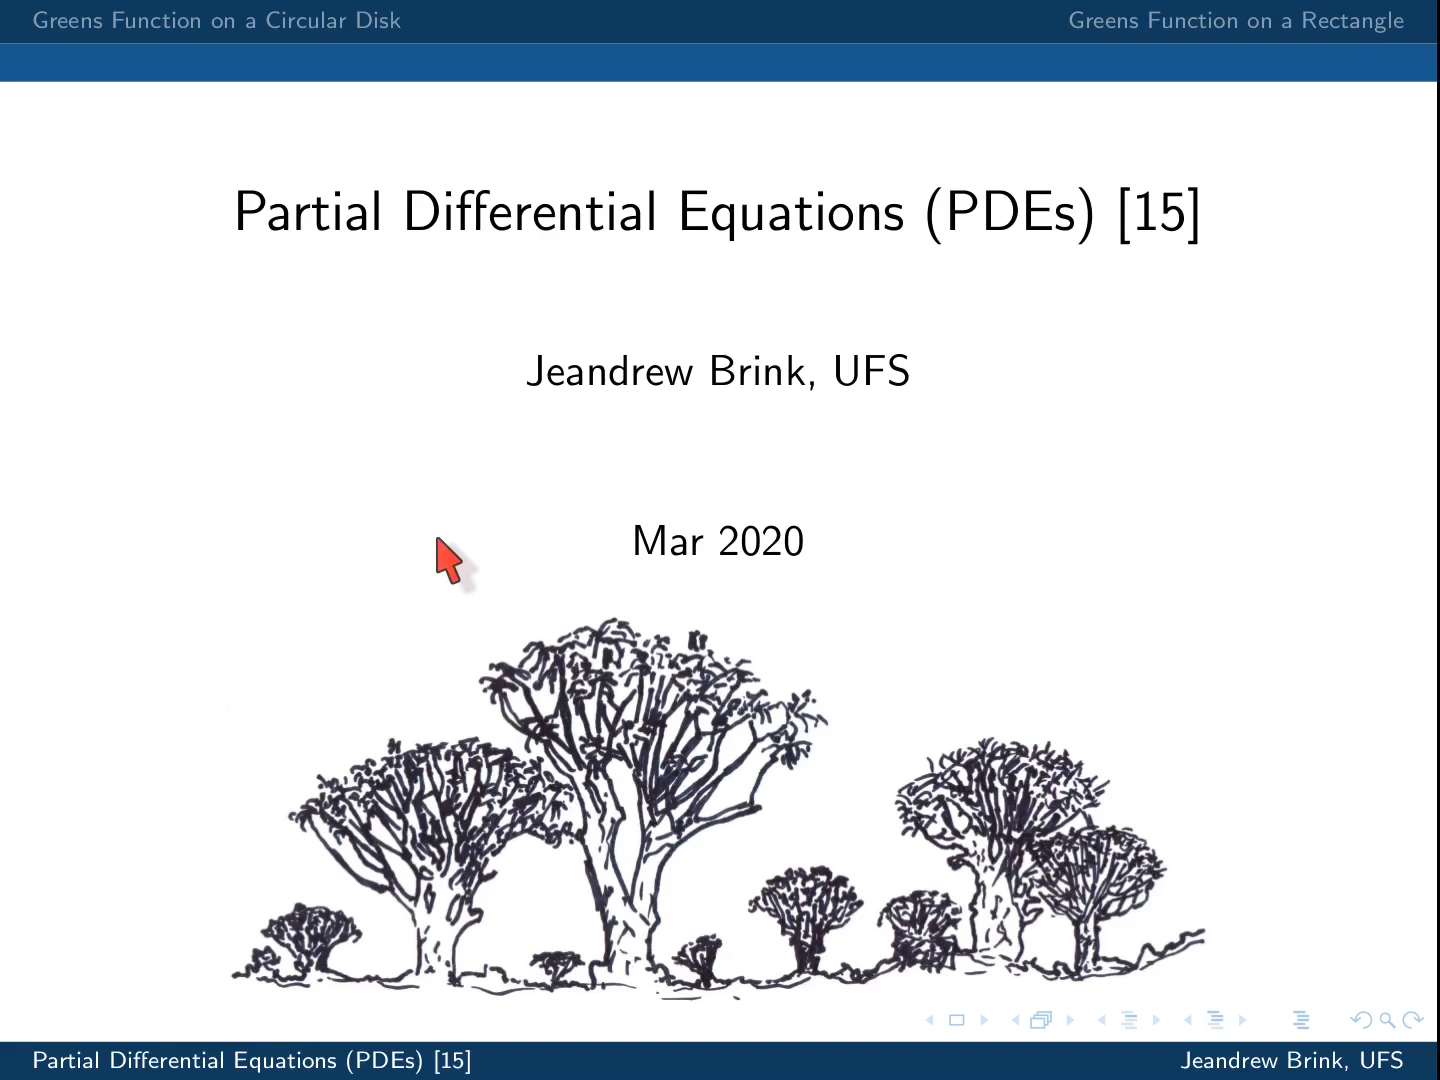 Greens Function on a Circular Disk
Greens Function on a Rectangle
Partial Differential Equations (PDEs) [15]
Jeandrew Brink, UFS
Mar 2020
Partial Differential Equations (PDEs) [15]
Jeandrew Brink, UFS